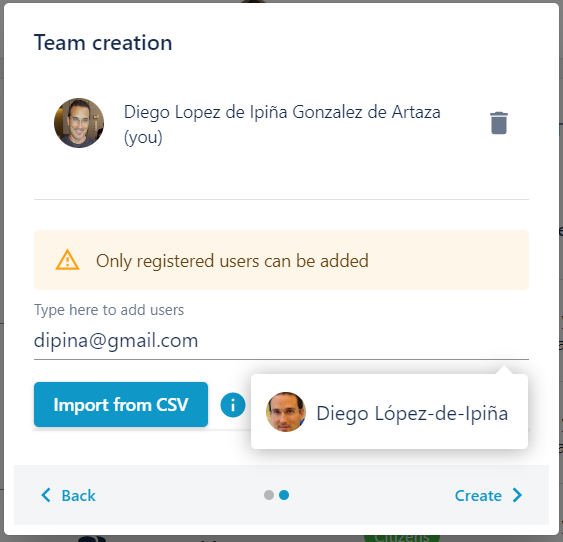 Team creation
Diego Lopez de Ipiña Gonzalez de Artaza
(you)
Only registered users can be added
Type here to add users
dipina@gmail.com
Import from CSV
Diego López-de-Ipiña
Back
Create
Citizens